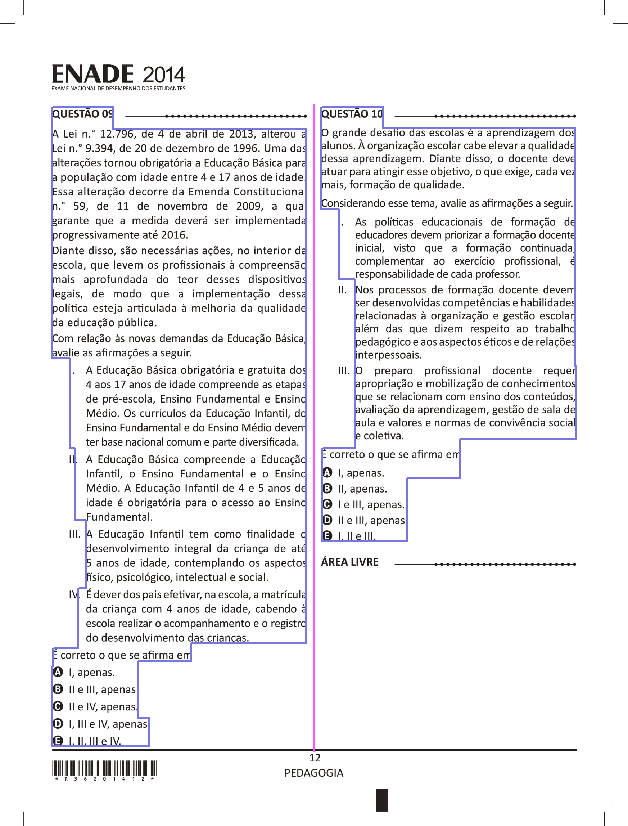 ENADE 2014
EXAME NACIONAL DE DESEMPENHO DOS ESTUDANTES
QUESTÃO 09
A Lei n.° 12.796, de 4 de abril de 2013, alterou a
Lei n.° 9.394, de 20 de dezembro de 1996. Uma das
alterações tornou obrigatória a Educação Básica para
a população com idade entre 4 e 17 anos de idade.
Essa alteração decorre da Emenda Constituciona
n.° 59, de 11 de novembro de 2009, a qua
garante que a medida deverá ser implementada
progressivamente até 2016.
Diante disso, são necessárias ações, no interior da
escola, que levem os profissionais à compreensão
mais aprofundada do teor desses dispositivos
legais, de modo que a implementação dessa
política esteja articulada à melhoria da qualidade
da educação pública.
Com relação às novas demandas da Educação Básica,
avalie as afirmações a seguir.
I. A Educação Básica obrigatória e gratuita dos
4 aos 17 anos de idade compreende as etapas
de pré-escola, Ensino Fundamental e Ensino
Médio. Os currículos da Educação Infantil, do
Ensino Fundamental e do Ensino Médio devem
ter base nacional comum e parte diversificada.
II. A Educação Básica compreende a Educação
Infantil, o Ensino Fundamental e o Ensino
Médio. A Educação Infantil de 4 e 5 anos de
idade é obrigatória para o acesso ao Ensino
Fundamental.
III. A Educação Infantil tem como finalidade o
desenvolvimento integral da criança de até
5 anos de idade, contemplando os aspectos
físico, psicológico, intelectual e social.
IV. É dever dos pais efetivar, na escola, a matrícula
da criança com 4 anos de idade, cabendo à
escola realizar o acompanhamento e o registro
do desenvolvimento das crianças.
É correto o que se afirma em
A I, apenas.
B II e III, apenas
C II e IV, apenas.
D I, III e IV, apenas
E I, II, III e IV.
QUESTÃO 10
O grande desafio das escolas é a aprendizagem dos
alunos. À organização escolar cabe elevar a qualidade
dessa aprendizagem. Diante disso, o docente deve
atuar para atingir esse objetivo, o que exige, cada vez
mais, formação de qualidade.
Considerando esse tema, avalie as afirmações a seguir.
I. As políticas educacionais de formação de
educadores devem priorizar a formação docente
inicial, visto que a formação continuada,
complementar ao exercício profissional, é
responsabilidade de cada professor.
II. Nos processos de formação docente devem
ser desenvolvidas competências e habilidades
relacionadas à organização e gestão escolar,
além das que dizem respeito ao trabalho
pedagógico e aos aspectos éticos e de relações
interpessoais.
III. O preparo profissional docente requer
apropriação e mobilização de conhecimentos
que se relacionam com ensino dos conteúdos,
avaliação da aprendizagem, gestão de sala de
aula e valores e normas de convivência social
e coletiva.
É correto o que se afirma em
A I, apenas.
B II, apenas.
C I e III, apenas.
D II e III, apenas
E I, II e III.
ÁREA LIVRE
12
PEDAGOGIA
*R3620141 2*